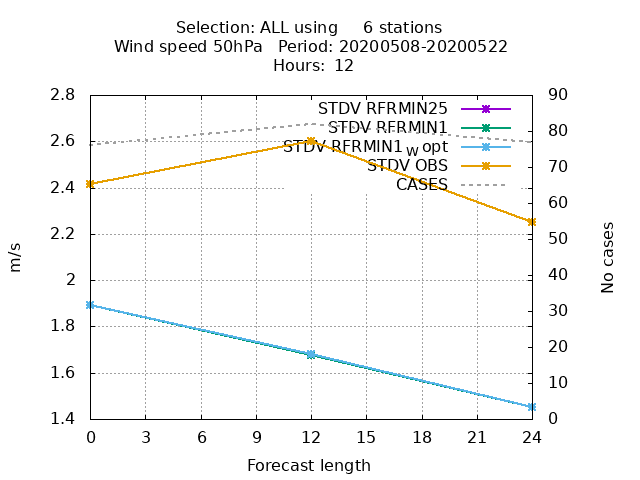 Selection: ALL using     6 stations
Wind speed 50hPa   Period: 20200508-20200522
Hours:  12
2.8
2.6
2.4
2.2
2
1.8
1.6
1.4
90
80
70
60
50
40
30
20
10
0
STDV RFRMIN25
STDV RFRMIN1
STDV RFRMIN1wopt
STDV OBS
CASES
m/s
No cases
0 3 6 9 12 15 18 21 24
Forecast length